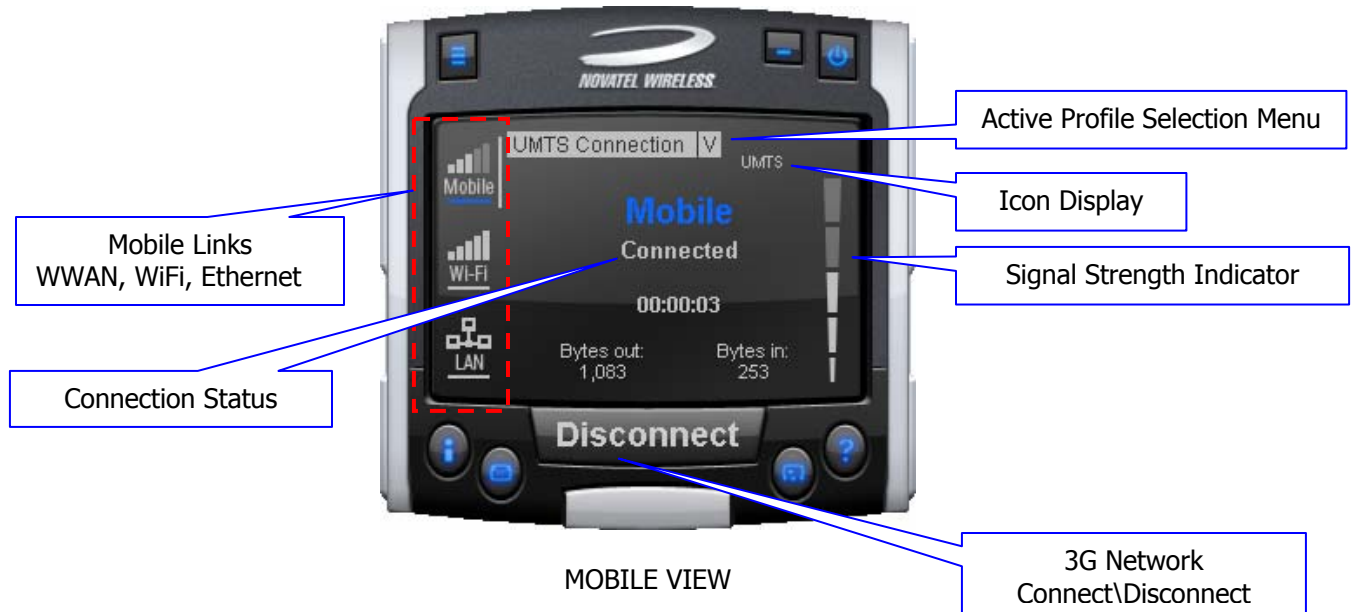 NOVATEL WIRELESS.
Active Profile Selection Menu
UMTS Connection V
UMTS
Mobile
Icon Display
Mobile
Mobile Links
WWAN, WiFi, Ethernet
Connected
Signal Strength Indicator
Wi-Fi
00:00:03
LAN
Bytes out:
1,083
Bytes in:
253
Connection Status
Disconnect
?
3G Network
Connect\Disconnect
MOBILE VIEW